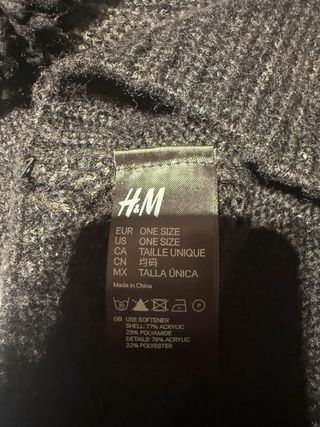 H&M
EUR ONE SIZE
US ONE SIZE
CA TAILLE UNIQUE
CN 均码
MX TALLA ÚNICA
Made in China
GB USE SOFTENER
SHELL: 77% ACRYLIC
23% POLYAMIDE
DETAILS: 78% ACRYLIC
22% POLYESTER